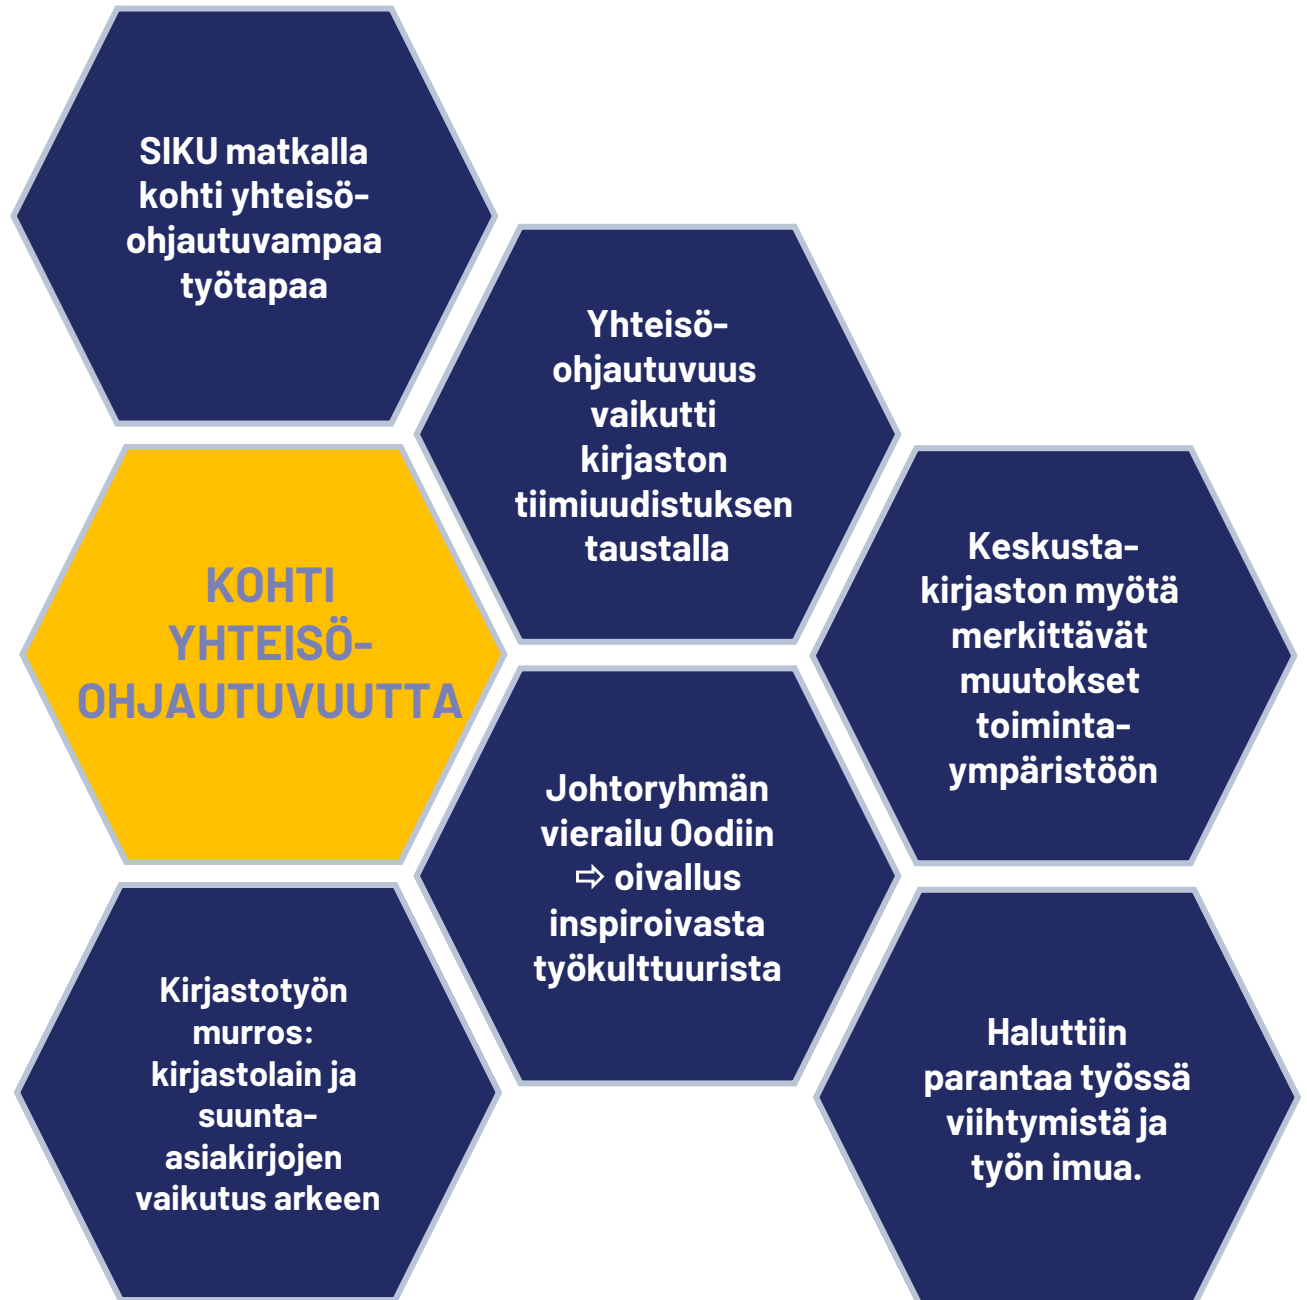 SIKU matkalla
kohti yhteisö-
ohjautuvampaa
työtapaa
Yhteisö-
ohjautuvuus
vaikutti
kirjaston
tiimiuudistuksen
taustalla
Keskusta-
kirjaston myötä
merkittävät
muutokset
toiminta-
ympäristöön
KOHTI
YHTEISÖ-
OHJAUTUVUUTTA
Johtoryhmän
vierailu Oodiin
⇨ oivallus
inspiroivasta
työkulttuurista
Kirjastotyön
murros:
kirjastolain ja
suunta-
asiakirjojen
vaikutus arkeen
Haluttiin
parantaa työssä
viihtymistä ja
työn imua.